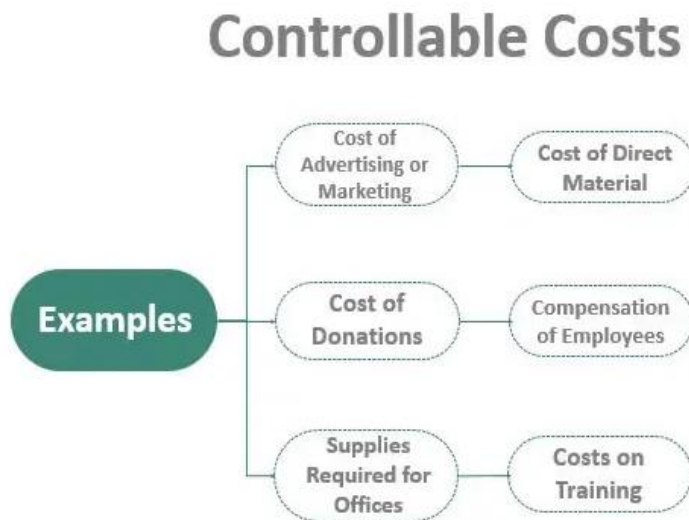 Controllable Costs
Cost of
Advertising or
Marketing
Cost of Direct
Material
Examples
Cost of
Donations
Compensation
of Employees
Supplies
Required for
Offices
Costs on
Training